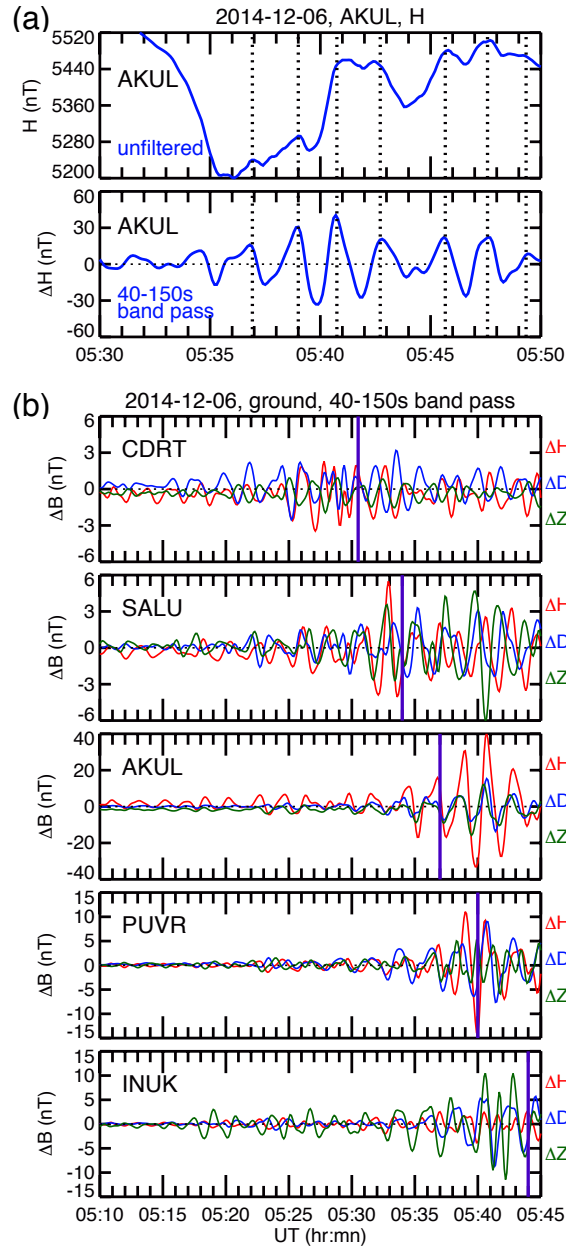 (a)
2014-12-06, AKUL, H
5520
5440
5360
5280
5200
H (nT)
AKUL
unfiltered
60
30
0
-30
-60
ΔH (nT)
AKUL
40-150s
band pass
05:30 05:35 05:40 05:45 05:50
(b)
2014-12-06, ground, 40-150s band pass
6
3
0
-3
-6
ΔB (nT)
CDRT
ΔH
ΔD
ΔZ
6
3
0
-3
-6
ΔB (nT)
SALU
ΔH
ΔD
ΔZ
40
20
0
-20
-40
ΔB (nT)
AKUL
ΔH
ΔD
ΔZ
15
10
5
0
-5
-10
-15
ΔB (nT)
PUVR
ΔH
ΔD
ΔZ
15
10
5
0
-5
-10
-15
ΔB (nT)
INUK
ΔH
ΔD
ΔZ
05:10 05:15 05:20 05:25 05:30 05:35 05:40 05:45
UT (hr:mn)